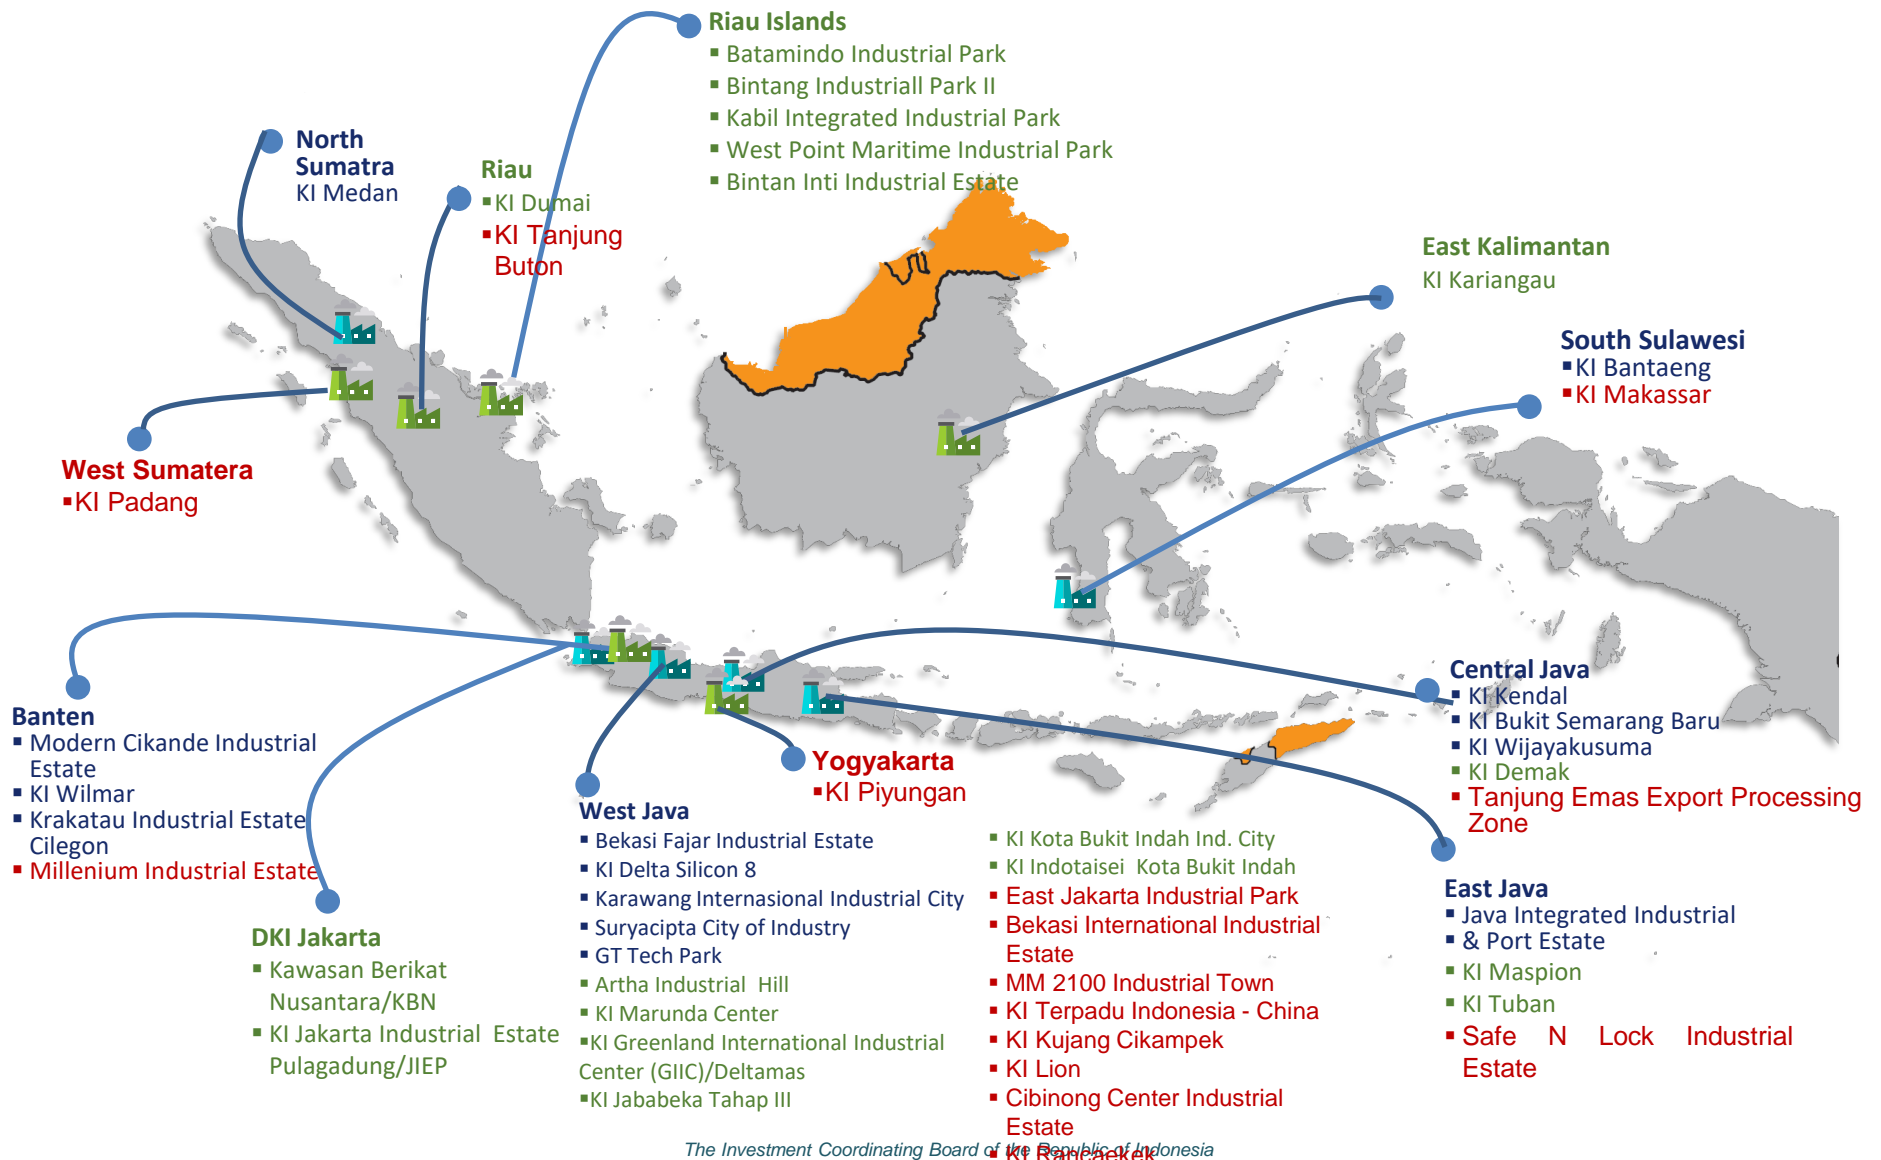 Riau Islands
▪ Batamindo Industrial Park
▪ Bintang Industriall Park II
▪ Kabil Integrated Industrial Park
▪ West Point Maritime Industrial Park
▪ Bintan Inti Industrial Estate
North
Sumatra
KI Medan
Riau
▪KI Dumai
▪KI Tanjung
Buton
East Kalimantan
KI Kariangau
South Sulawesi
▪KI Bantaeng
▪KI Makassar
West Sumatera
▪KI Padang
Banten
▪ Modern Cikande Industrial
Estate
▪ KI Wilmar
▪ Krakatau Industrial Estate
Cilegon
▪ Millenium Industrial Estate
DKI Jakarta
▪ Kawasan Berikat
Nusantara/KBN
▪ KI Jakarta Industrial Estate
Pulagadung/JIEP
West Java
▪ Bekasi Fajar Industrial Estate
▪ KI Delta Silicon 8
▪ Karawang Internasional Industrial City
▪ Suryacipta City of Industry
▪ GT Tech Park
▪ Artha Industrial Hill
▪ KI Marunda Center
▪KI Greenland International Industrial
Center (GIIC)/Deltamas
▪KI Jababeka Tahap III
▪ KI Kota Bukit Indah Ind. City
▪ KI Indotaisei Kota Bukit Indah
▪ East Jakarta Industrial Park
▪ Bekasi International Industrial
Estate
▪ MM 2100 Industrial Town
▪ KI Terpadu Indonesia - China
▪ KI Kujang Cikampek
▪ KI Lion
▪ Cibinong Center Industrial
Estate
▪ KI Rancaekek
Yogyakarta
▪KI Piyungan
Central Java
▪ KI Kendal
▪ KI Bukit Semarang Baru
▪ KI Wijayakusuma
▪ KI Demak
▪ Tanjung Emas Export Processing
Zone
East Java
▪ Java Integrated Industrial
▪ & Port Estate
▪ KI Maspion
▪ KI Tuban
▪ Safe N Lock Industrial
Estate
The Investment Coordinating Board of the Republic of Indonesia